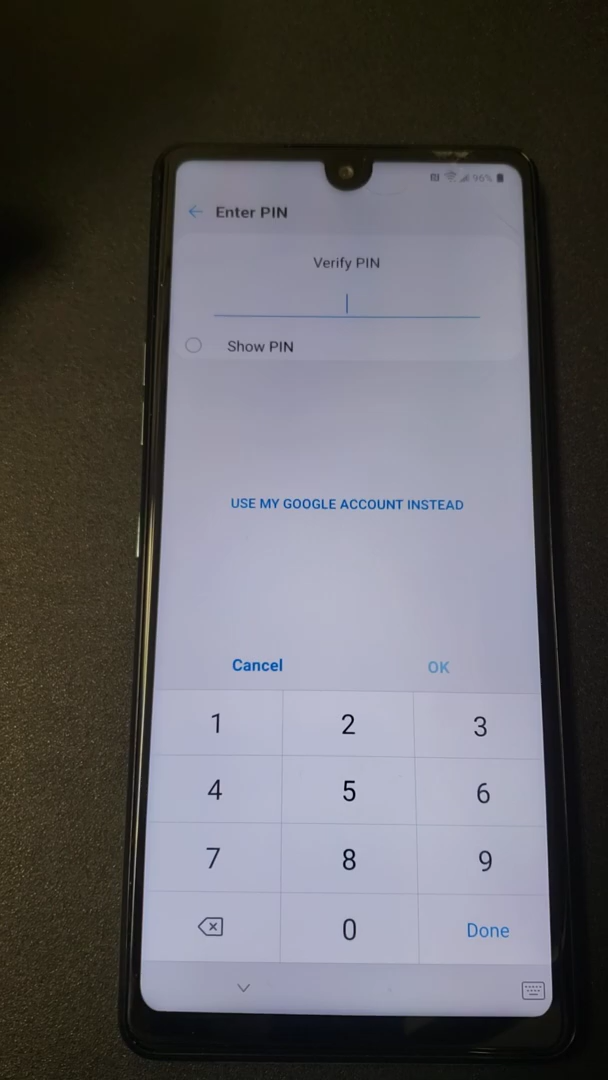 96%
Enter PIN
Verify PIN
Show PIN
USE MY GOOGLE ACCOUNT INSTEAD
Cancel OK
1 2 3
4 5 6
7 8 9
0 Done